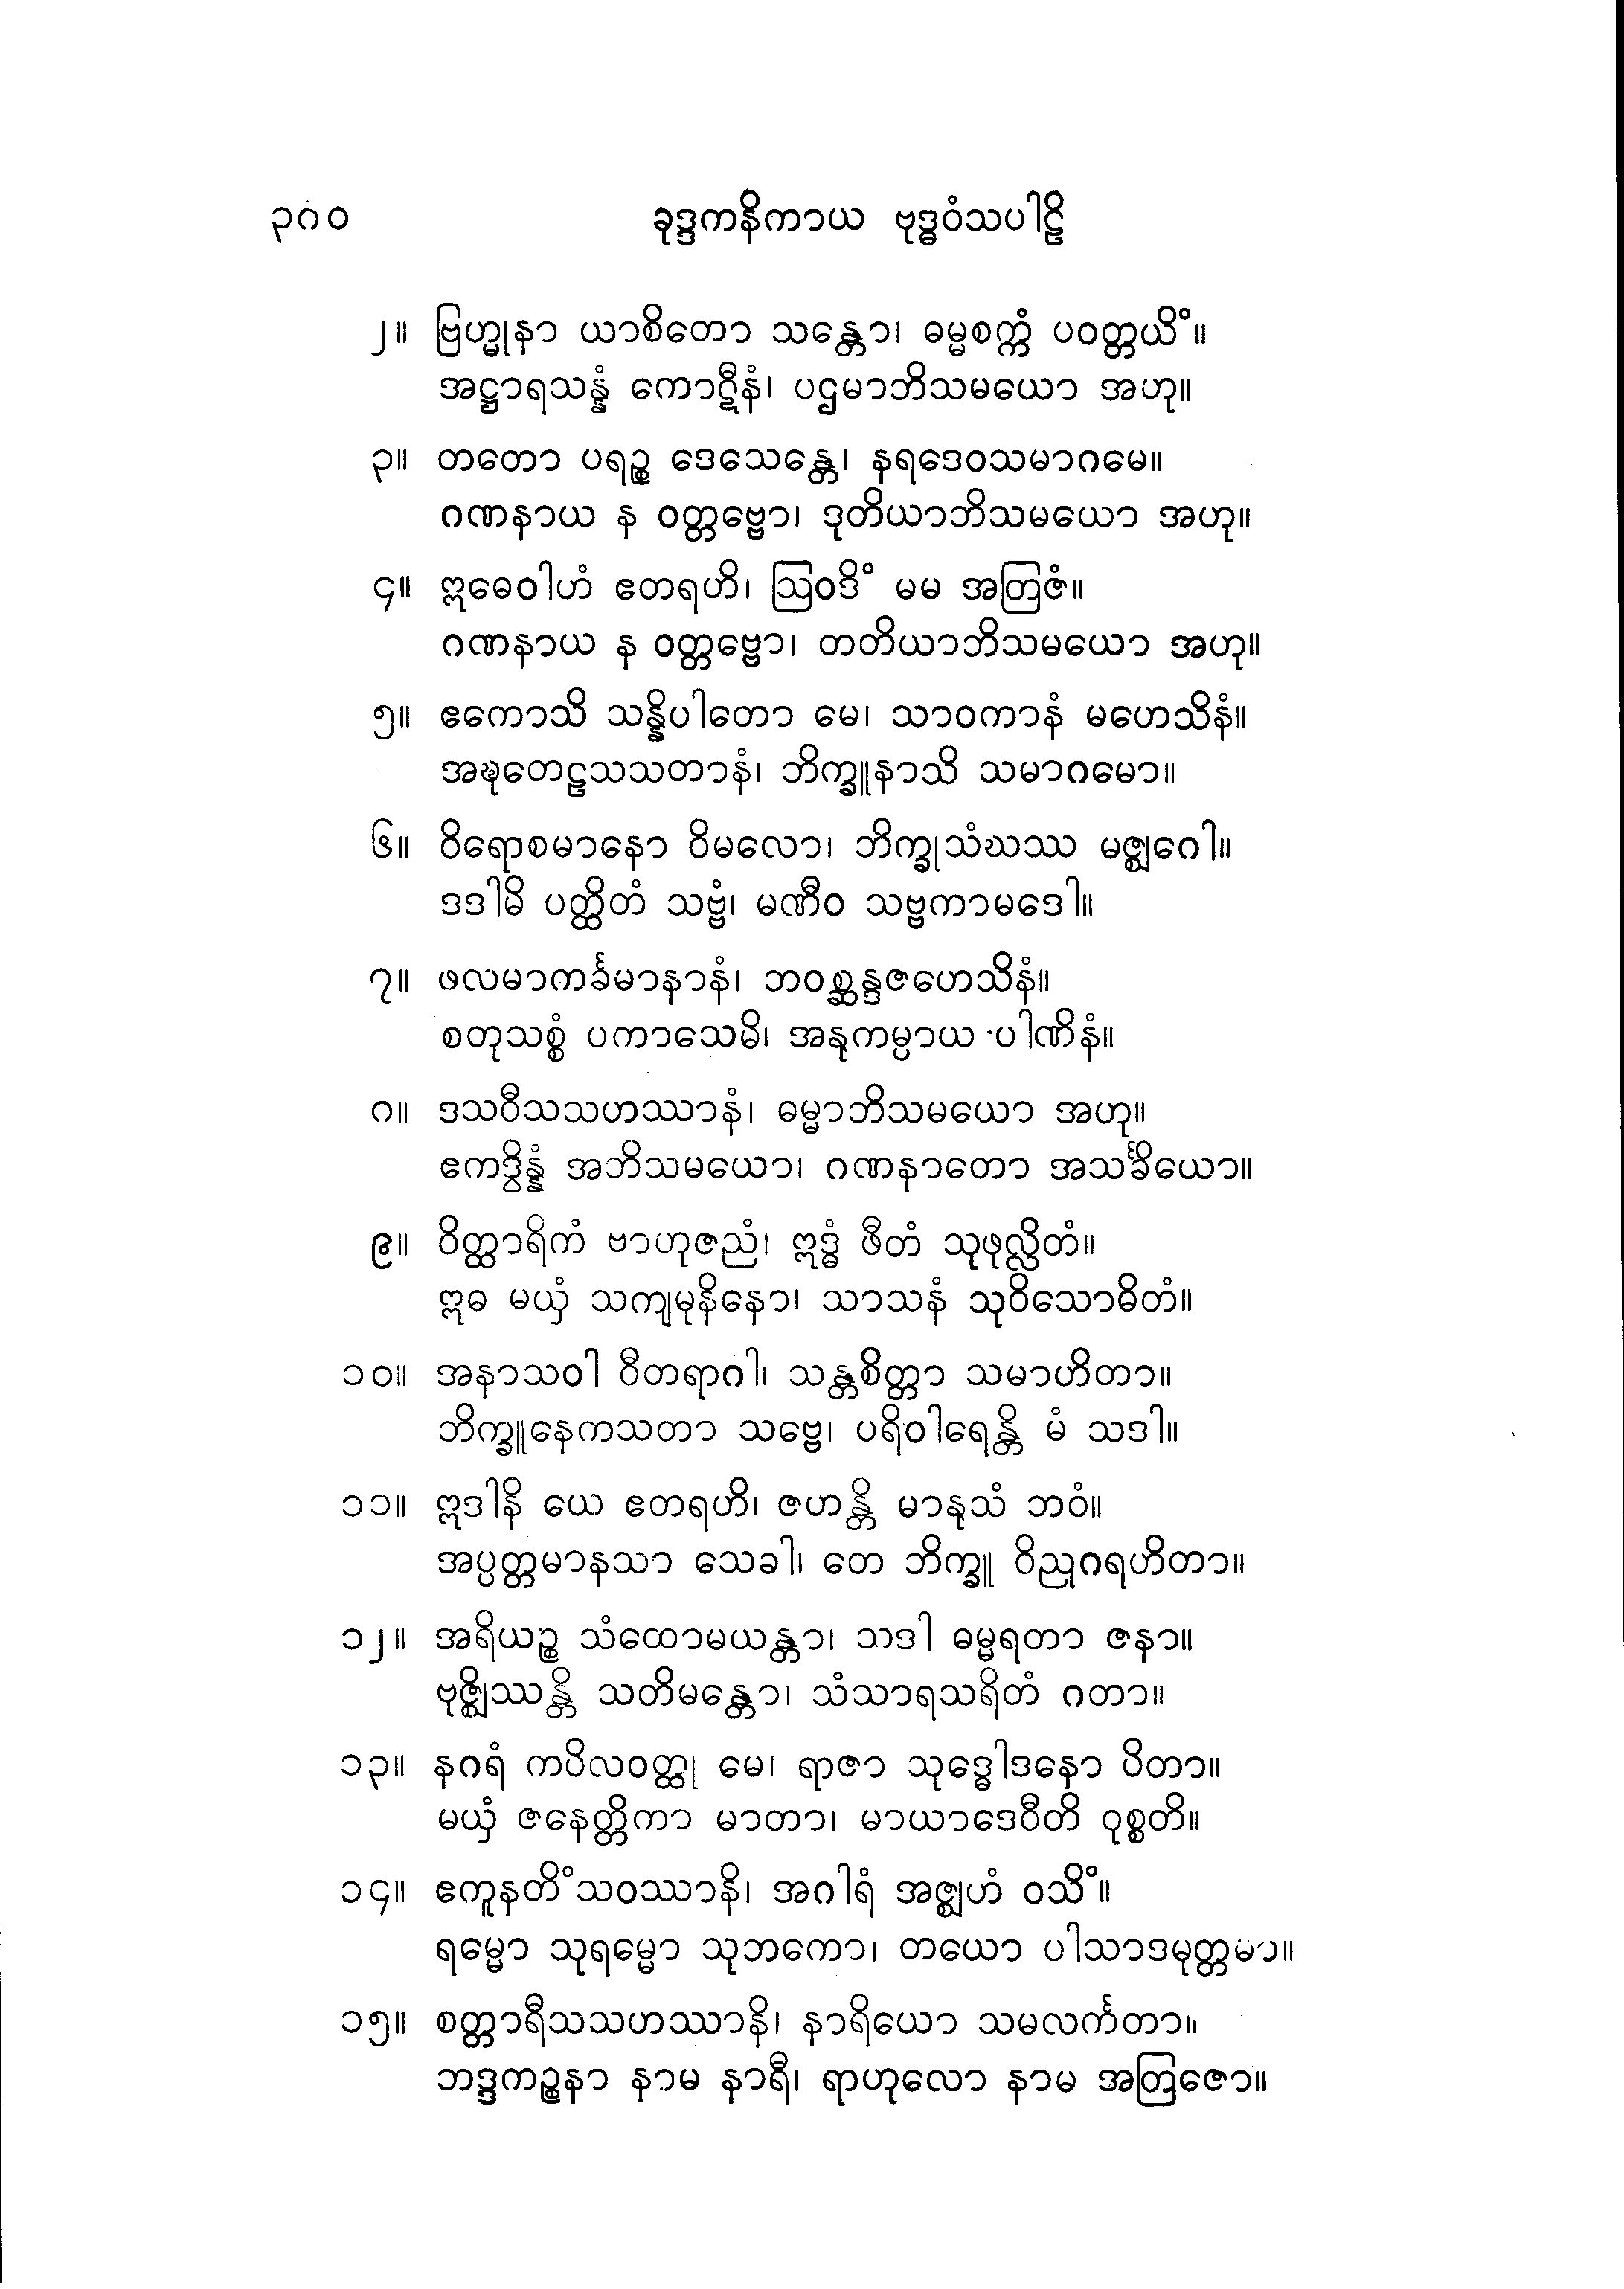 ၃၈၀ ခုဒ္ဒကနိကာယ ဗုဒ္ဓဝံသပါဠိ
၂။ ဗြဟ္မုနာ ယာစိတော သန္တော၊ ဓမ္မစက္ကံ ပဝတ္တယိံ။
အဋ္ဌာရသန္နံ ကောဋီနံ၊ ပဌမာဘိသမယော အဟု။
၃။ တတော ပရဉ္စ ဒေသေန္တေ၊ နရဒေဝသမာဂမေ။
ဂဏနာယ န ဝတ္တဗ္ဗော၊ ဒုတိယာဘိသမယော အဟု။
၄။ ဣဓေဝါဟံ ဧတရဟိ၊ ဩဝဒိံ မမ အတြဇံ။
ဂဏနာယ န ဝတ္တဗ္ဗော၊ တတိယာဘိသမယော အဟု။
၅။ ဧကောသိ သန္နိပါတော မေ၊ သာဝကာနံ မဟေသိနံ။
အဍ္ဎတေဠသသတာနံ၊ ဘိက္ခူနာသိ သမာဂမော။
၆။ ဝိရောစမာနော ဝိမလော၊ ဘိက္ခုသံဃဿ မဇ္ဈဂေါ။
ဒဒါမိ ပတ္ထိတံ သဗ္ဗံ၊ မဏီဝ သဗ္ဗကာမဒေါ။
၇။ ဖလမာကင်္ခမာနာနံ၊ ဘဝစ္ဆန္ဒဇဟေသိနံ။
စတုသစ္စံ ပကာသေမိ၊ အနုကမ္ပာယ ပါဏိနံ။
၈။ ဒသဝီသသဟဿာနံ၊ ဓမ္မာဘိသမယော အဟု။
ဧကဒွိန္နံ အဘိသမယော၊ ဂဏနာတော အသင်္ခိယော။
၉။ ဝိတ္ထာရိကံ ဗာဟုဇညံ၊ ဣဒ္ဓံ ဖီတံ သုဖုလ္လိတံ။
ဣဓ မယှံ သကျမုနိနော၊ သာသနံ သုဝိသောဓိတံ။
၁၀။ အနာသဝါ ဝီတရာဂါ၊ သန္တစိတ္တာ သမာဟိတာ။
ဘိက္ခူနေကသတာ သဗ္ဗေ၊ ပရိဝါရေန္တိ မံ သဒါ။
၁၁။ ဣဒါနိ ယေ ဧတရဟိ၊ ဇဟန္တိ မာနုသံ ဘဝံ။
အပ္ပတ္တမာနသာ သေခါ၊ တေ ဘိက္ခူ ဝိညုဂရဟိတာ။
၁၂။ အရိယဉ္စ သံထောမယန္တာ၊ သဒါ ဓမ္မရတာ ဇနာ။
ဗုဇ္ဈိဿန္တိ သတိမန္တော၊ သံသာရသရိတံ ဂတာ။
၁၃။ နဂရံ ကပိလဝတ္ထု မေ၊ ရာဇာ သုဒ္ဓေါဒနော ပိတာ။
မယှံ ဇနေတ္တိကာ မာတာ၊ မာယာဒေဝီတိ ဝုစ္စတိ။
၁၄။ ဧကူနတိံသဝဿာနိ၊ အဂါရံ အဇ္ဈဟံ ဝသိံ။
ရမ္မော သုရမ္မော သုဘကော၊ တယော ပါသာဒမုတ္တမာ။
၁၅။ စတ္တာရီသသဟဿာနိ၊ နာရိယော သမလင်္ကတာ။
ဘဒ္ဒကဉ္စနာ နာမ နာရီ၊ ရာဟုလော နာမ အတြဇော။